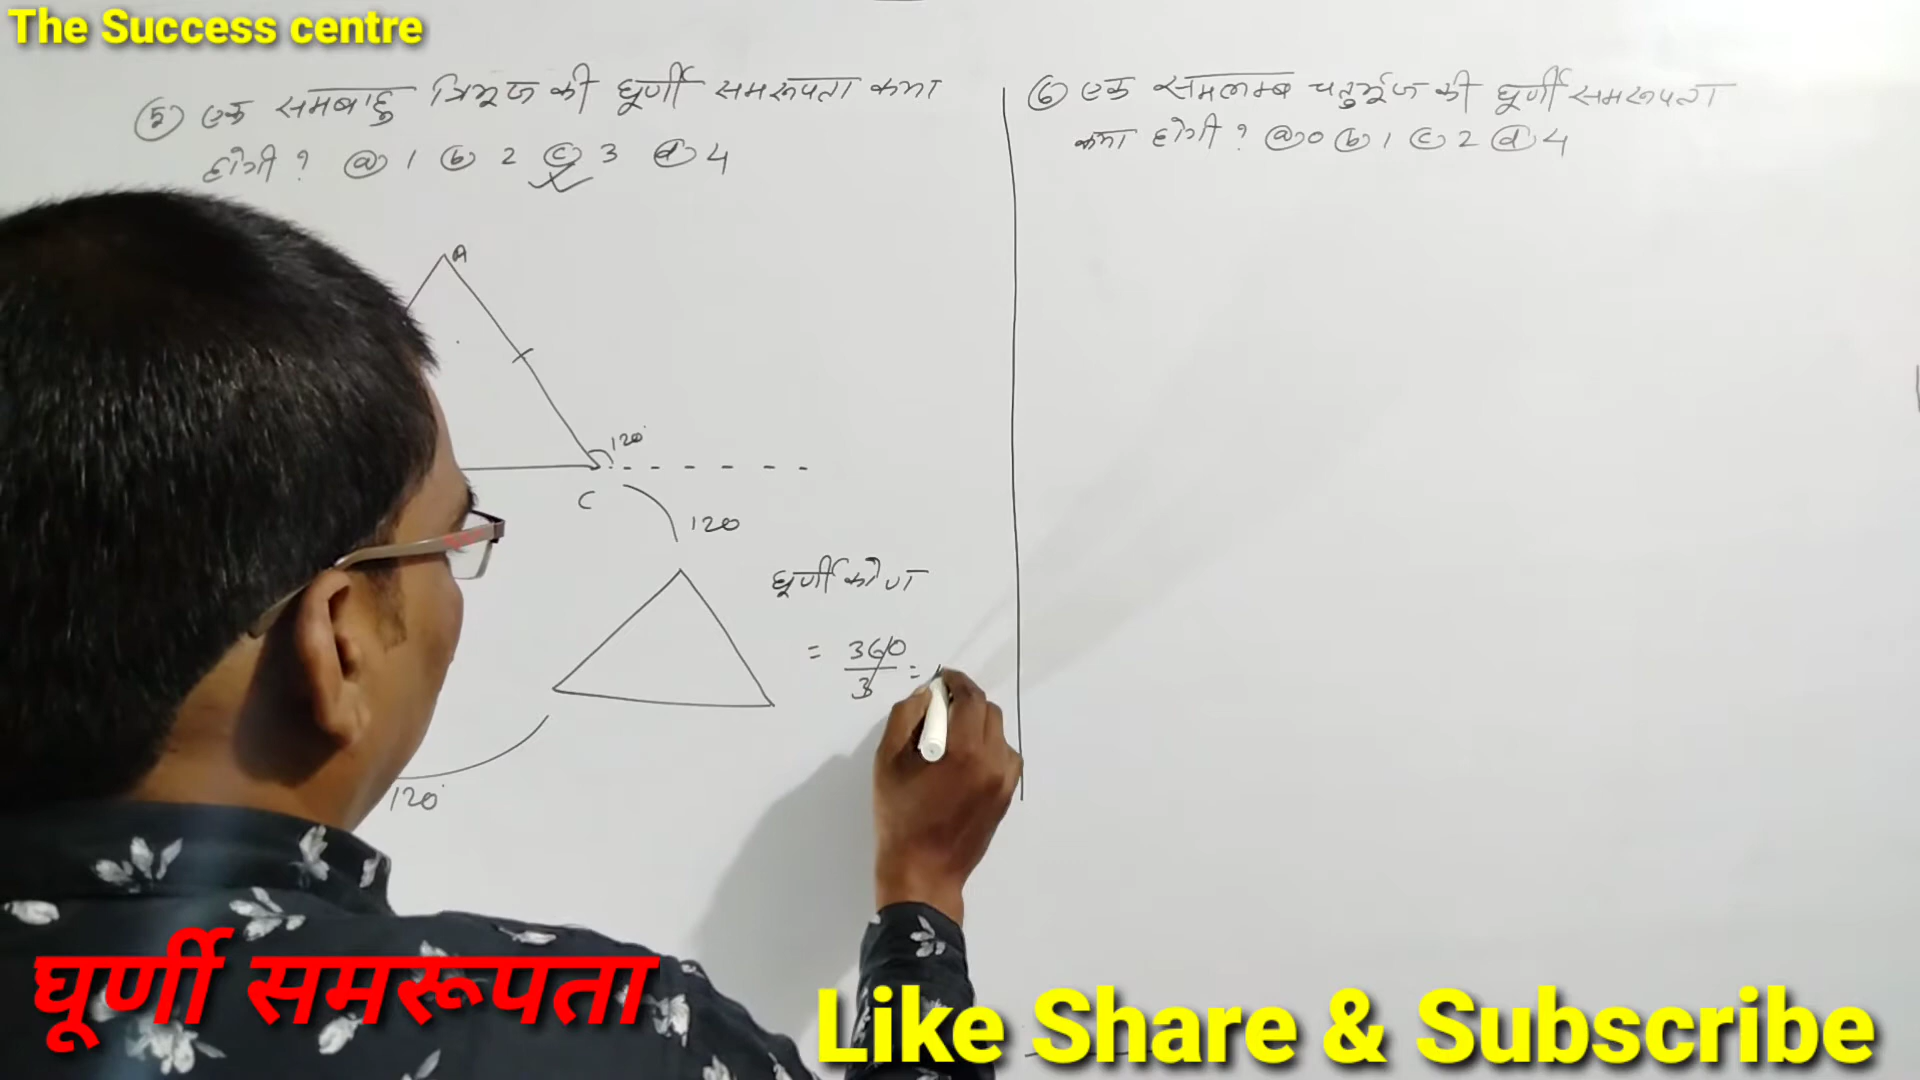 The Success centre
५ एक समबाहु त्रिभूज की घूर्णी समरूपता क्या
होगी ? ⓐ 1 ⓑ 2 ⓒ 3 ⓓ 4
A
120°
C
120
घूर्णी कोण
= 360/3 =
120°
⑥ एक समलम्ब चतुर्भूज की घूर्णी समरूपता
क्या होगी ? ⓐ 0 ⓑ 1 ⓒ 2 ⓓ 4
घूर्णी समरूपता
Like Share & Subscribe